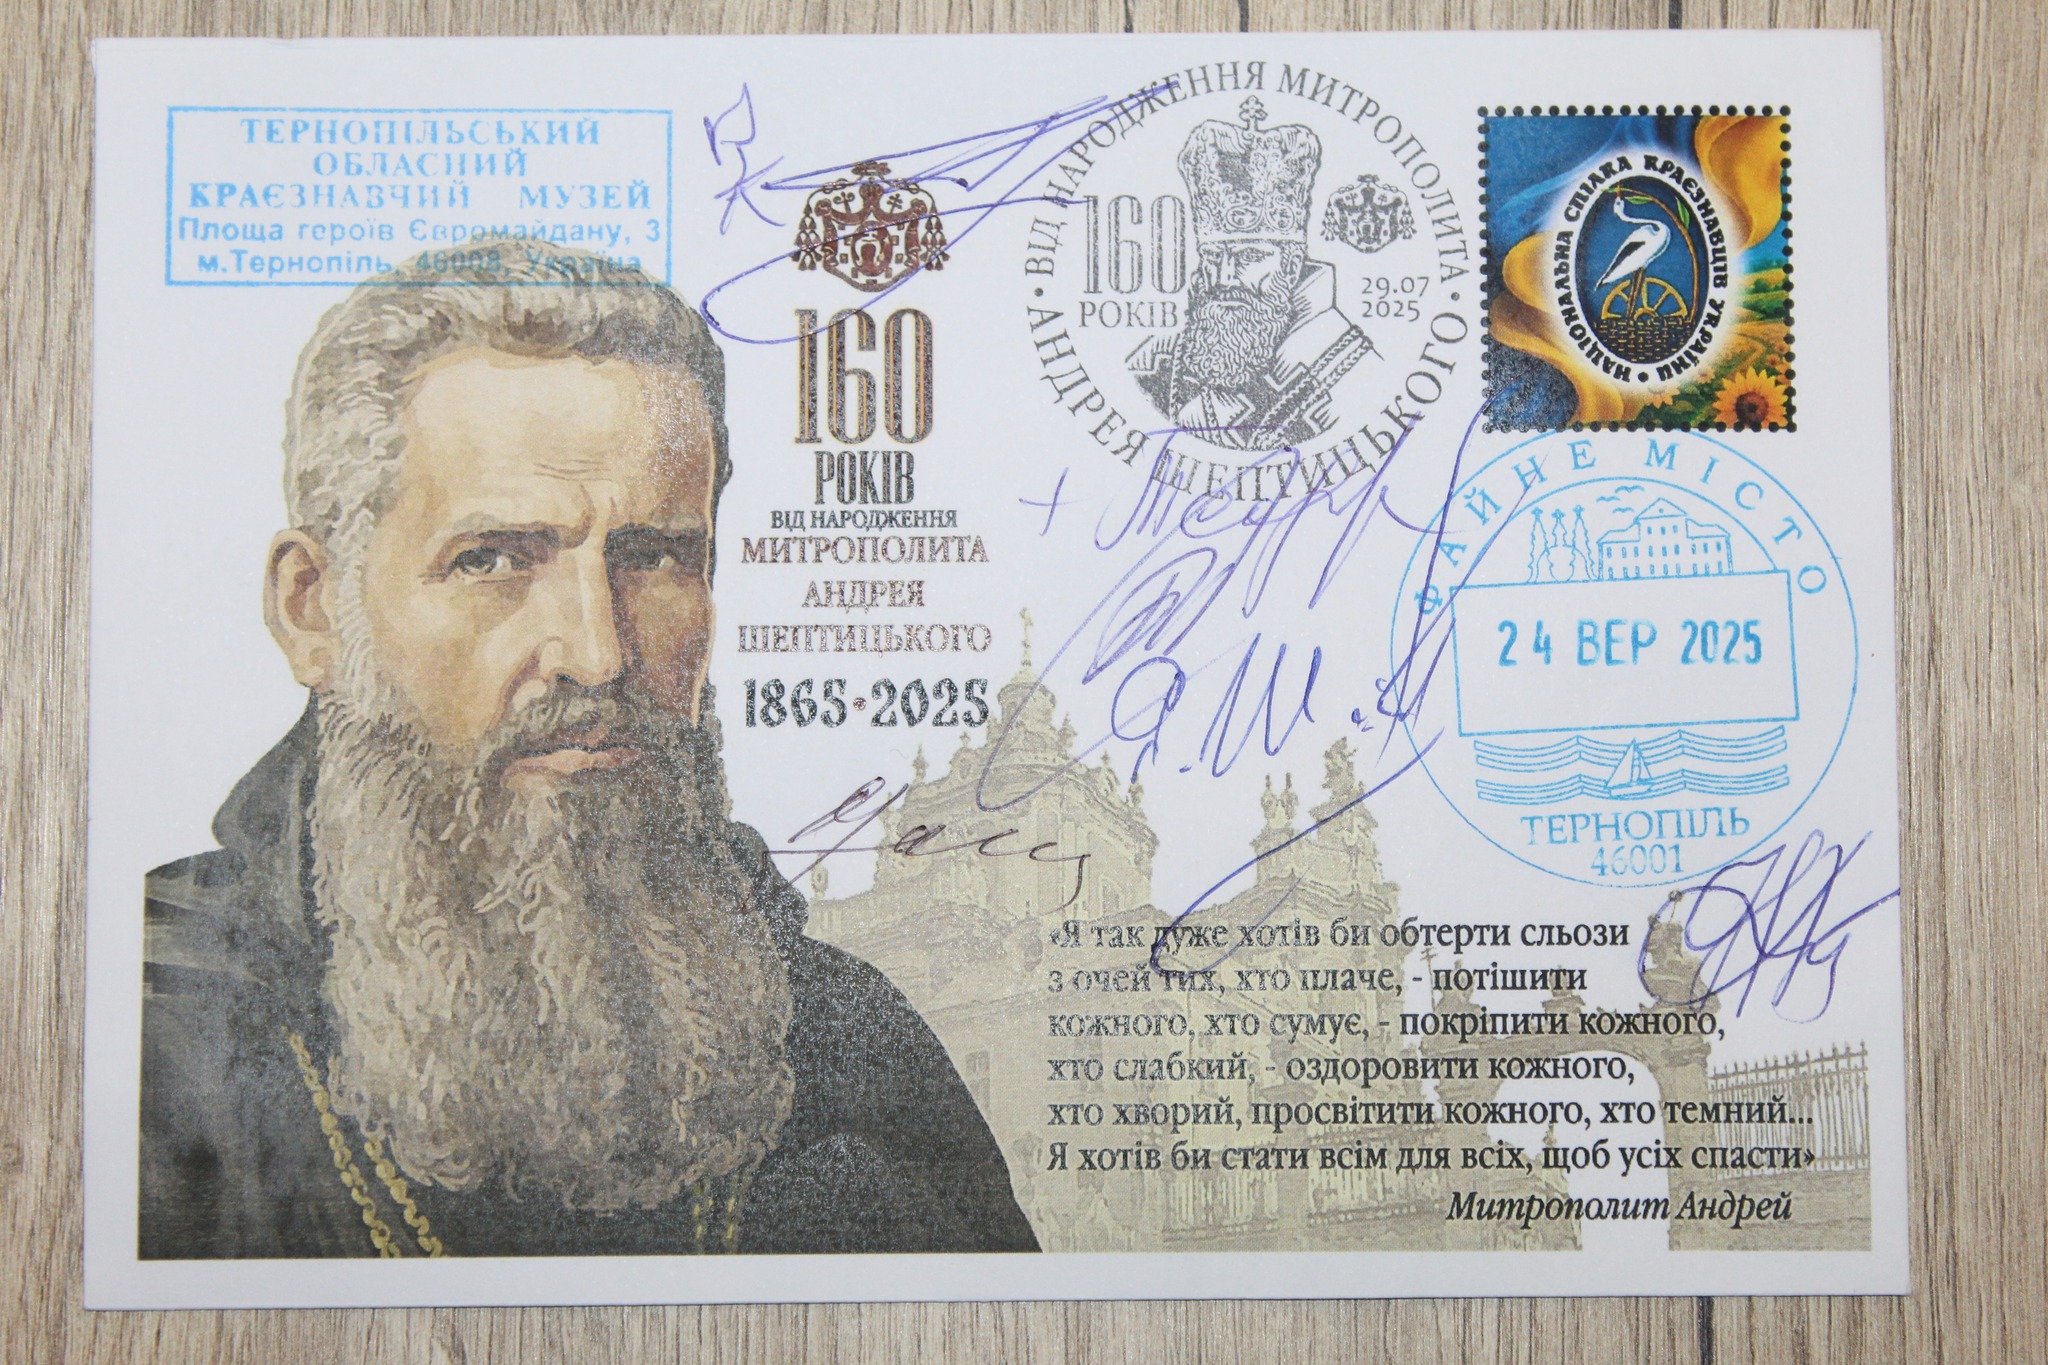 ТЕРНОПІЛЬСЬКИЙ
ОБЛАСНИЙ
КРАЄЗНАВЧИЙ МУЗЕЙ
Площа героїв Євромайдану, 3
м.Тернопіль, 46008, Україна
160
РОКІВ
ВІД НАРОДЖЕННЯ
МИТРОПОЛИТА
АНДРЕЯ
ШЕПТИЦЬКОГО
1865·2025
• ВІД НАРОДЖЕННЯ МИТРОПОЛИТА •
АНДРЕЯ ШЕПТИЦЬКОГО
160
РОКІВ
29.07
2025
НАЦІОНАЛЬНА СПІЛКА КРАЄЗНАВЦІВ УКРАЇНИ •
ФАЙНЕ МІСТО
24 ВЕР 2025
ТЕРНОПІЛЬ
46001
«Я так дуже хотів би обтерти сльози
з очей тих, хто плаче, - потішити
кожного, хто сумує, - покріпити кожного,
хто слабкий, - оздоровити кожного,
хто хворий, просвітити кожного, хто темний...
Я хотів би стати всім для всіх, щоб усіх спасти»
Митрополит Андрей